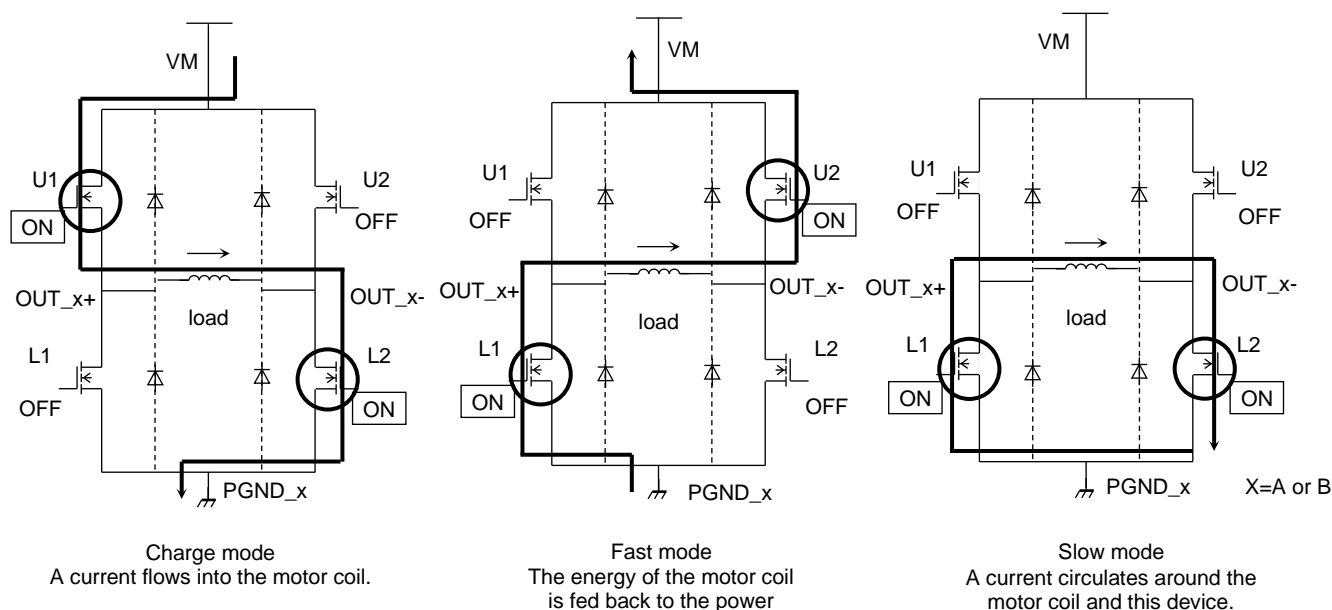 VM
U1
ON
U2
OFF
OUT_x+
load
OUT_x-
L1
OFF
L2
ON
PGND_x
Charge mode
A current flows into the motor coil.
VM
U1
OFF
U2
ON
OUT_x+
load
OUT_x-
L1
ON
L2
OFF
PGND_x
Fast mode
The energy of the motor coil
is fed back to the power
VM
U1
OFF
U2
OFF
OUT_x+
load
OUT_x-
L1
ON
L2
ON
PGND_x
X=A or B
Slow mode
A current circulates around the
motor coil and this device.